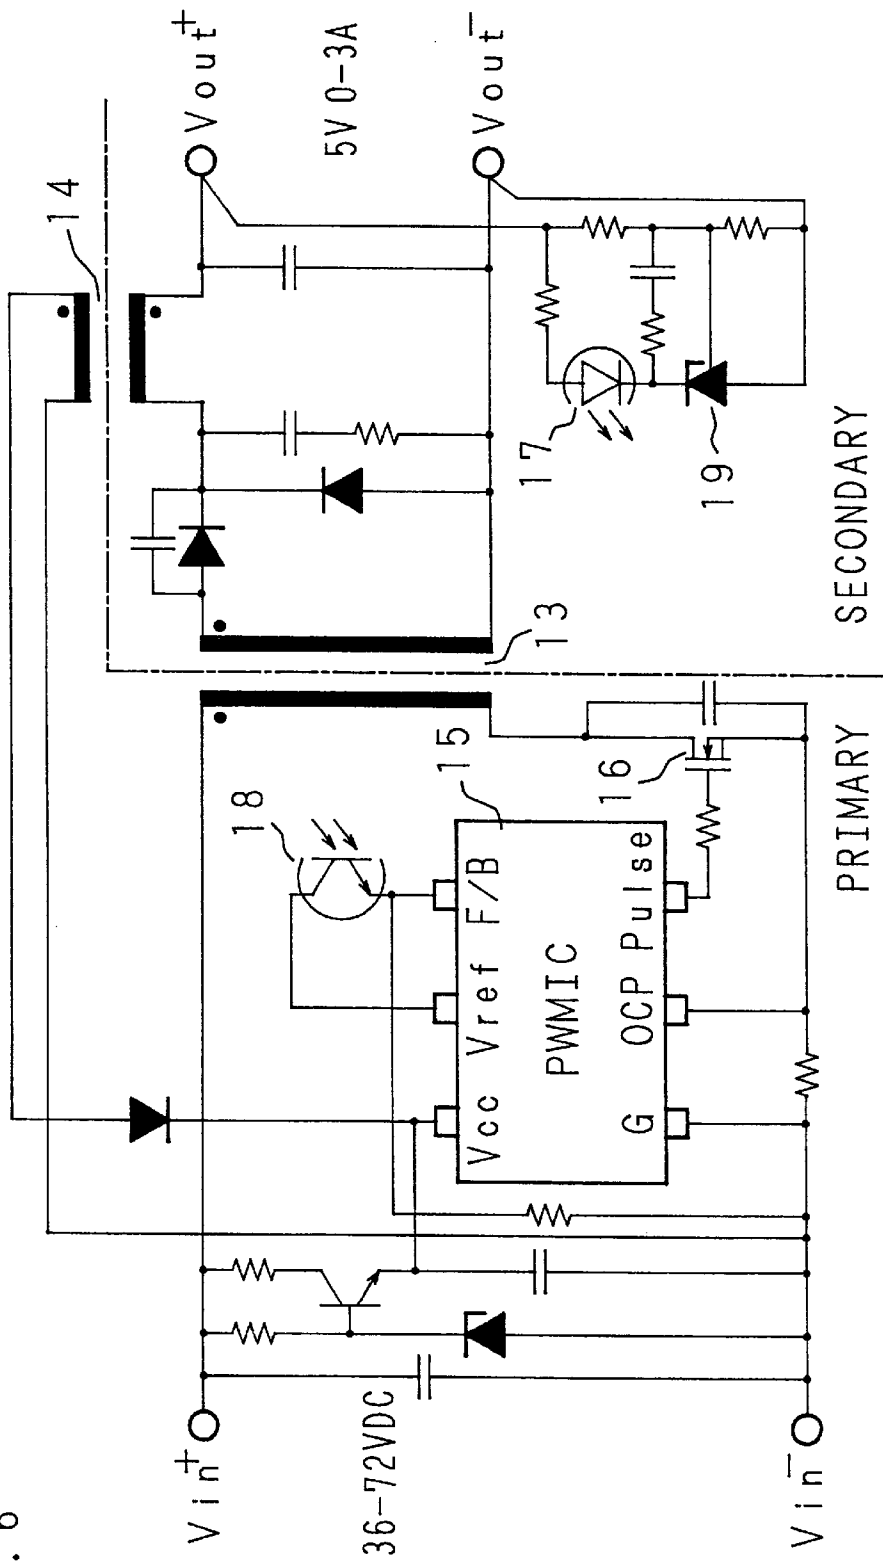 . 6
14
Vout+
5V 0-3A
Vout-
17
19
SECONDARY
13
18
15
16
Vcc Vref F/B
PWMIC
G OCP Pulse
PRIMARY
Vin+
36-72VDC
Vin-